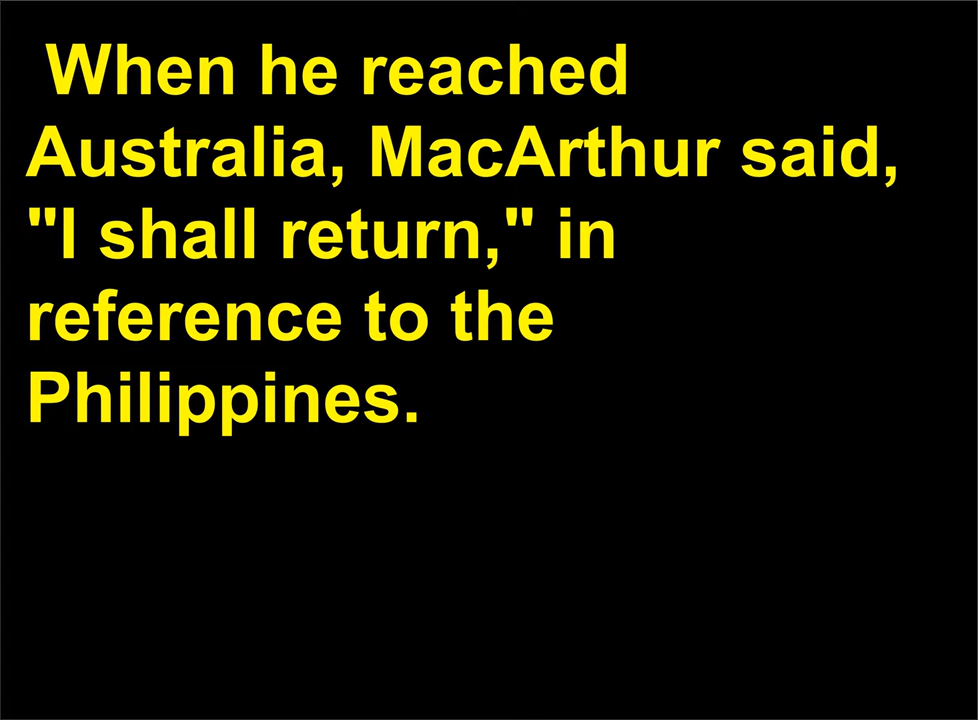 When he reached
Australia, MacArthur said,
"I shall return," in
reference to the
Philippines.